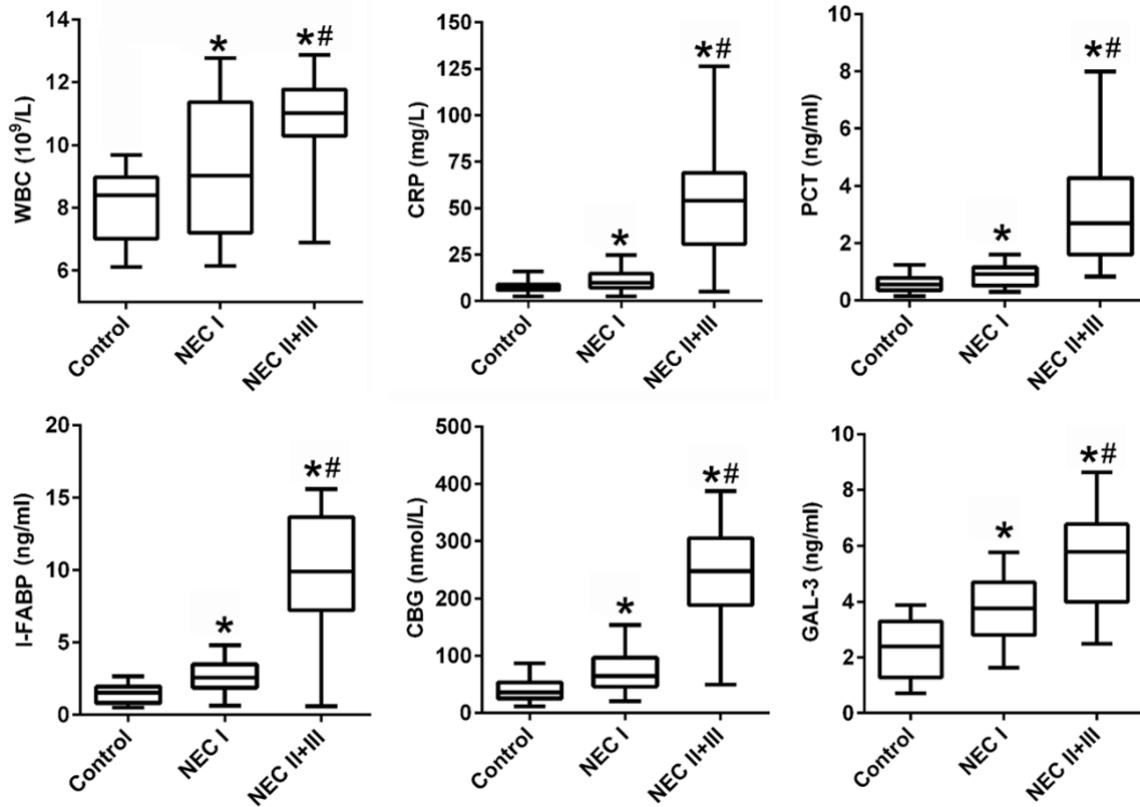 WBC (10⁹/L)
14
12
10
8
6
*
*#
Control
NEC I
NEC II+III
CRP (mg/L)
150
125
100
75
50
25
0
*
*#
Control
NEC I
NEC II+III
PCT (ng/ml)
10
8
6
4
2
0
*
*#
Control
NEC I
NEC II+III
I-FABP (ng/ml)
20
15
10
5
0
*
*#
Control
NEC I
NEC II+III
CBG (nmol/L)
500
400
300
200
100
0
*
*#
Control
NEC I
NEC II+III
GAL-3 (ng/ml)
10
8
6
4
2
0
*
*#
Control
NEC I
NEC II+III